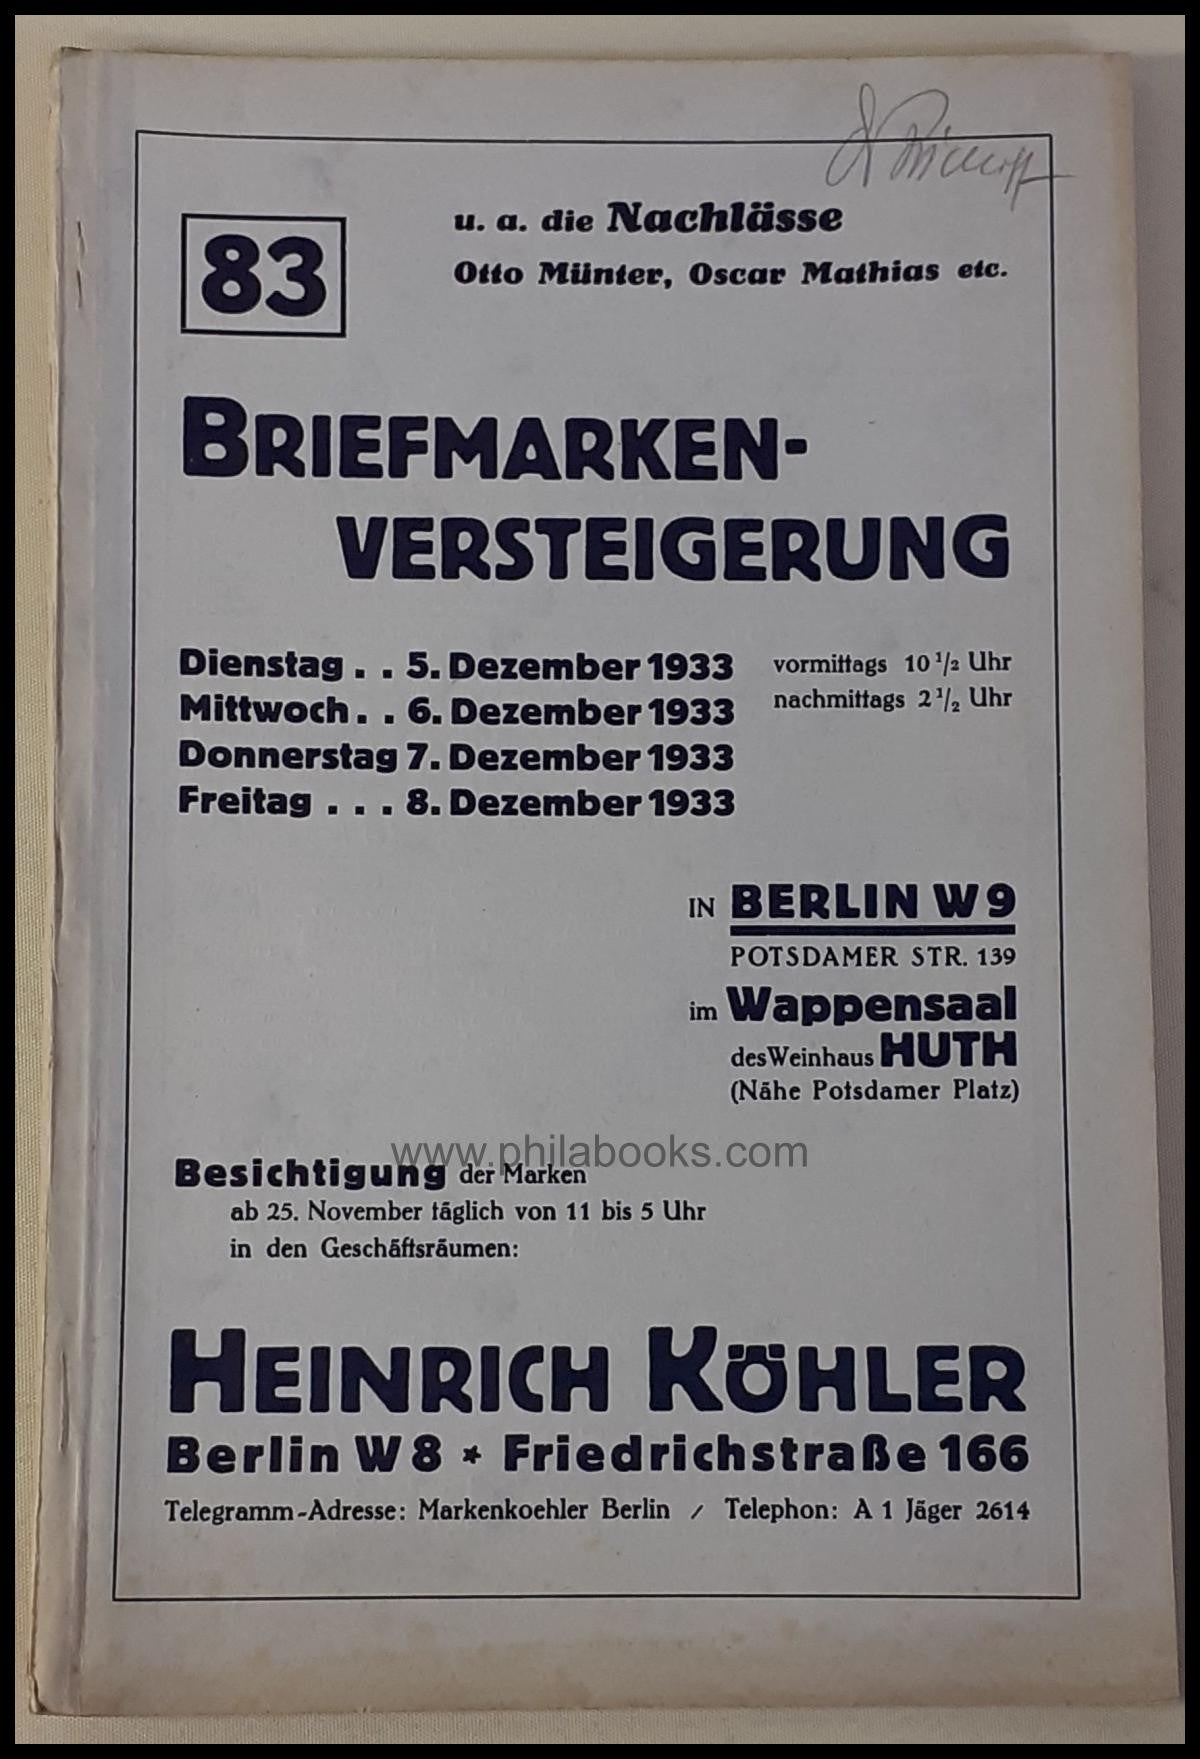 u. a. die Nachlässe
83
Otto Münter, Oscar Mathias etc.
BRIEFMARKEN-
VERSTEIGERUNG
Dienstag . . 5. Dezember 1933 vormittags 10 1/2 Uhr
Mittwoch . . 6. Dezember 1933 nachmittags 2 1/2 Uhr
Donnerstag 7. Dezember 1933
Freitag . . . 8. Dezember 1933
IN BERLIN W 9
POTSDAMER STR. 139
im Wappensaal
des Weinhaus HUTH
(Nähe Potsdamer Platz)
www.philabooks.com
Besichtigung der Marken
ab 25. November täglich von 11 bis 5 Uhr
in den Geschäftsräumen:
HEINRICH KÖHLER
Berlin W 8 * Friedrichstraße 166
Telegramm-Adresse: Markenkoehler Berlin / Telephon: A 1 Jäger 2614